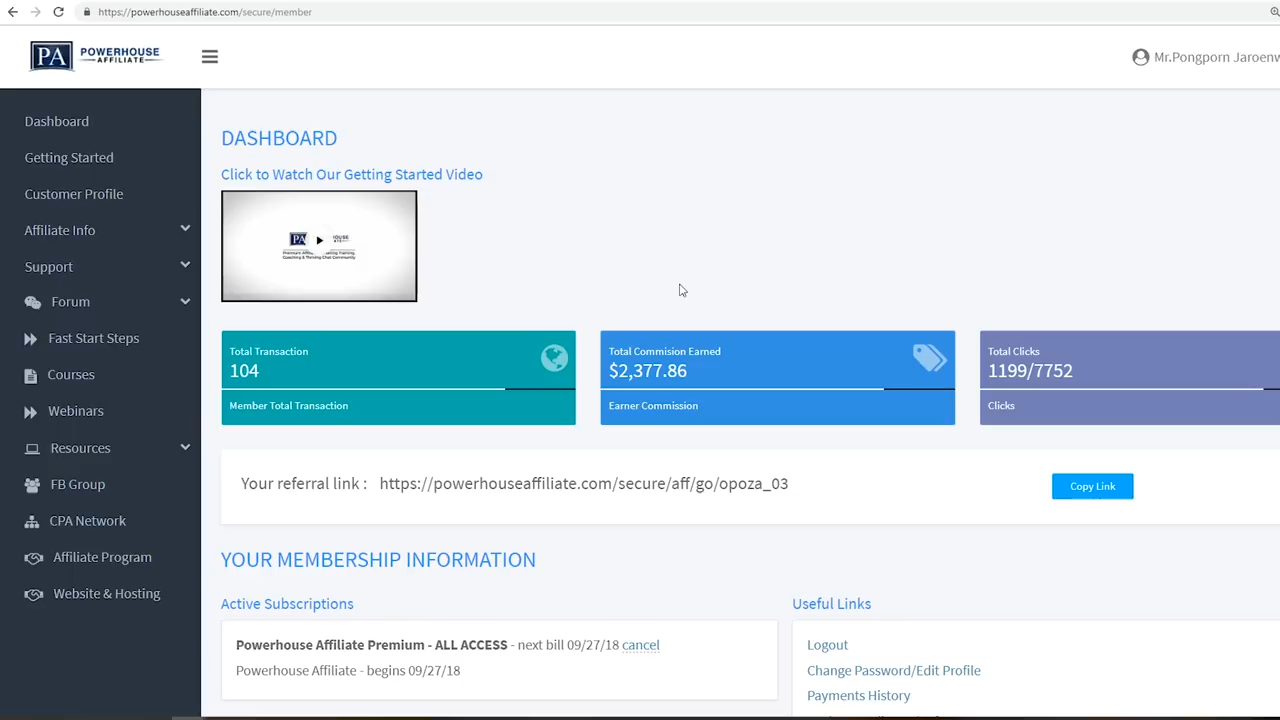 https://powerhouseaffiliate.com/secure/member
PA POWERHOUSE
AFFILIATE
Mr.Pongporn Jaroenw
Dashboard
Getting Started
Customer Profile
Affiliate Info
Support
Forum
Fast Start Steps
Courses
Webinars
Resources
FB Group
CPA Network
Affiliate Program
Website & Hosting
DASHBOARD
Click to Watch Our Getting Started Video
PA
Total Transaction
104
Member Total Transaction
Total Commision Earned
$2,377.86
Earner Commission
Total Clicks
1199/7752
Clicks
Your referral link : https://powerhouseaffiliate.com/secure/aff/go/opoza_03
Copy Link
YOUR MEMBERSHIP INFORMATION
Active Subscriptions
Powerhouse Affiliate Premium - ALL ACCESS - next bill 09/27/18 cancel
Powerhouse Affiliate - begins 09/27/18
Useful Links
Logout
Change Password/Edit Profile
Payments History